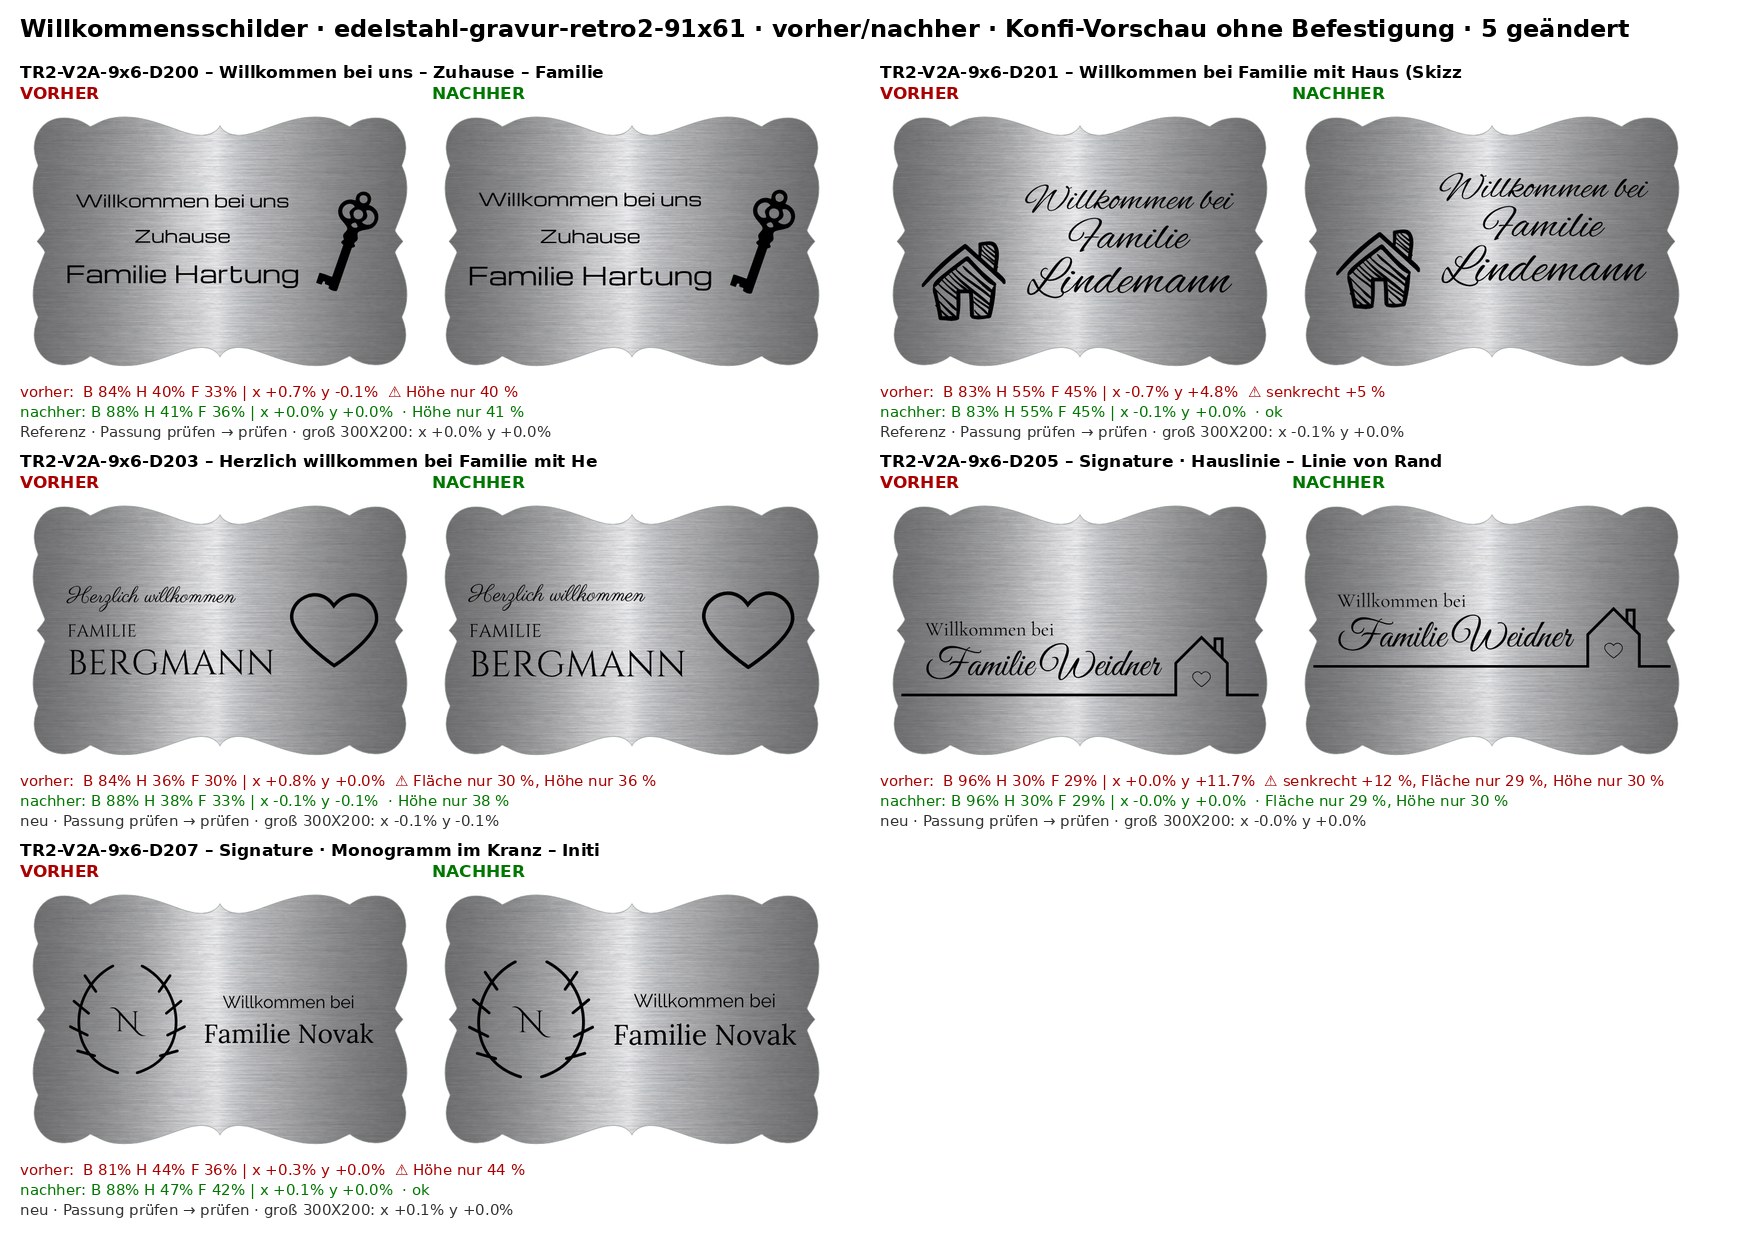 Willkommensschilder · edelstahl-gravur-retro2-91x61 · vorher/nachher · Konfi-Vorschau ohne Befestigung · 5 geändert
TR2-V2A-9x6-D200 – Willkommen bei uns – Zuhause – Familie
VORHER
NACHHER
Willkommen bei uns
Zuhause
Familie Hartung
Willkommen bei uns
Zuhause
Familie Hartung
vorher:  B 84% H 40% F 33% | x +0.7% y -0.1%  ⚠ Höhe nur 40 %
nachher: B 88% H 41% F 36% | x +0.0% y +0.0%  · Höhe nur 41 %
Referenz · Passung prüfen → prüfen · groß 300X200: x +0.0% y +0.0%
TR2-V2A-9x6-D201 – Willkommen bei Familie mit Haus (Skizz
VORHER
NACHHER
Willkommen bei
Familie
Lindemann
Willkommen bei
Familie
Lindemann
vorher:  B 83% H 55% F 45% | x -0.7% y +4.8%  ⚠ senkrecht +5 %
nachher: B 83% H 55% F 45% | x -0.1% y +0.0%  · ok
Referenz · Passung prüfen → prüfen · groß 300X200: x -0.1% y +0.0%
TR2-V2A-9x6-D203 – Herzlich willkommen bei Familie mit He
VORHER
NACHHER
Herzlich willkommen
FAMILIE
BERGMANN
Herzlich willkommen
FAMILIE
BERGMANN
vorher:  B 84% H 36% F 30% | x +0.8% y +0.0%  ⚠ Fläche nur 30 %, Höhe nur 36 %
nachher: B 88% H 38% F 33% | x -0.1% y -0.1%  · Höhe nur 38 %
neu · Passung prüfen → prüfen · groß 300X200: x -0.1% y -0.1%
TR2-V2A-9x6-D205 – Signature · Hauslinie – Linie von Rand
VORHER
NACHHER
Willkommen bei
Familie Weidner
Willkommen bei
Familie Weidner
vorher:  B 96% H 30% F 29% | x +0.0% y +11.7%  ⚠ senkrecht +12 %, Fläche nur 29 %, Höhe nur 30 %
nachher: B 96% H 30% F 29% | x -0.0% y +0.0%  · Fläche nur 29 %, Höhe nur 30 %
neu · Passung prüfen → prüfen · groß 300X200: x -0.0% y +0.0%
TR2-V2A-9x6-D207 – Signature · Monogramm im Kranz – Initi
VORHER
NACHHER
N
Willkommen bei
Familie Novak
N
Willkommen bei
Familie Novak
vorher:  B 81% H 44% F 36% | x +0.3% y +0.0%  ⚠ Höhe nur 44 %
nachher: B 88% H 47% F 42% | x +0.1% y +0.0%  · ok
neu · Passung prüfen → prüfen · groß 300X200: x +0.1% y +0.0%